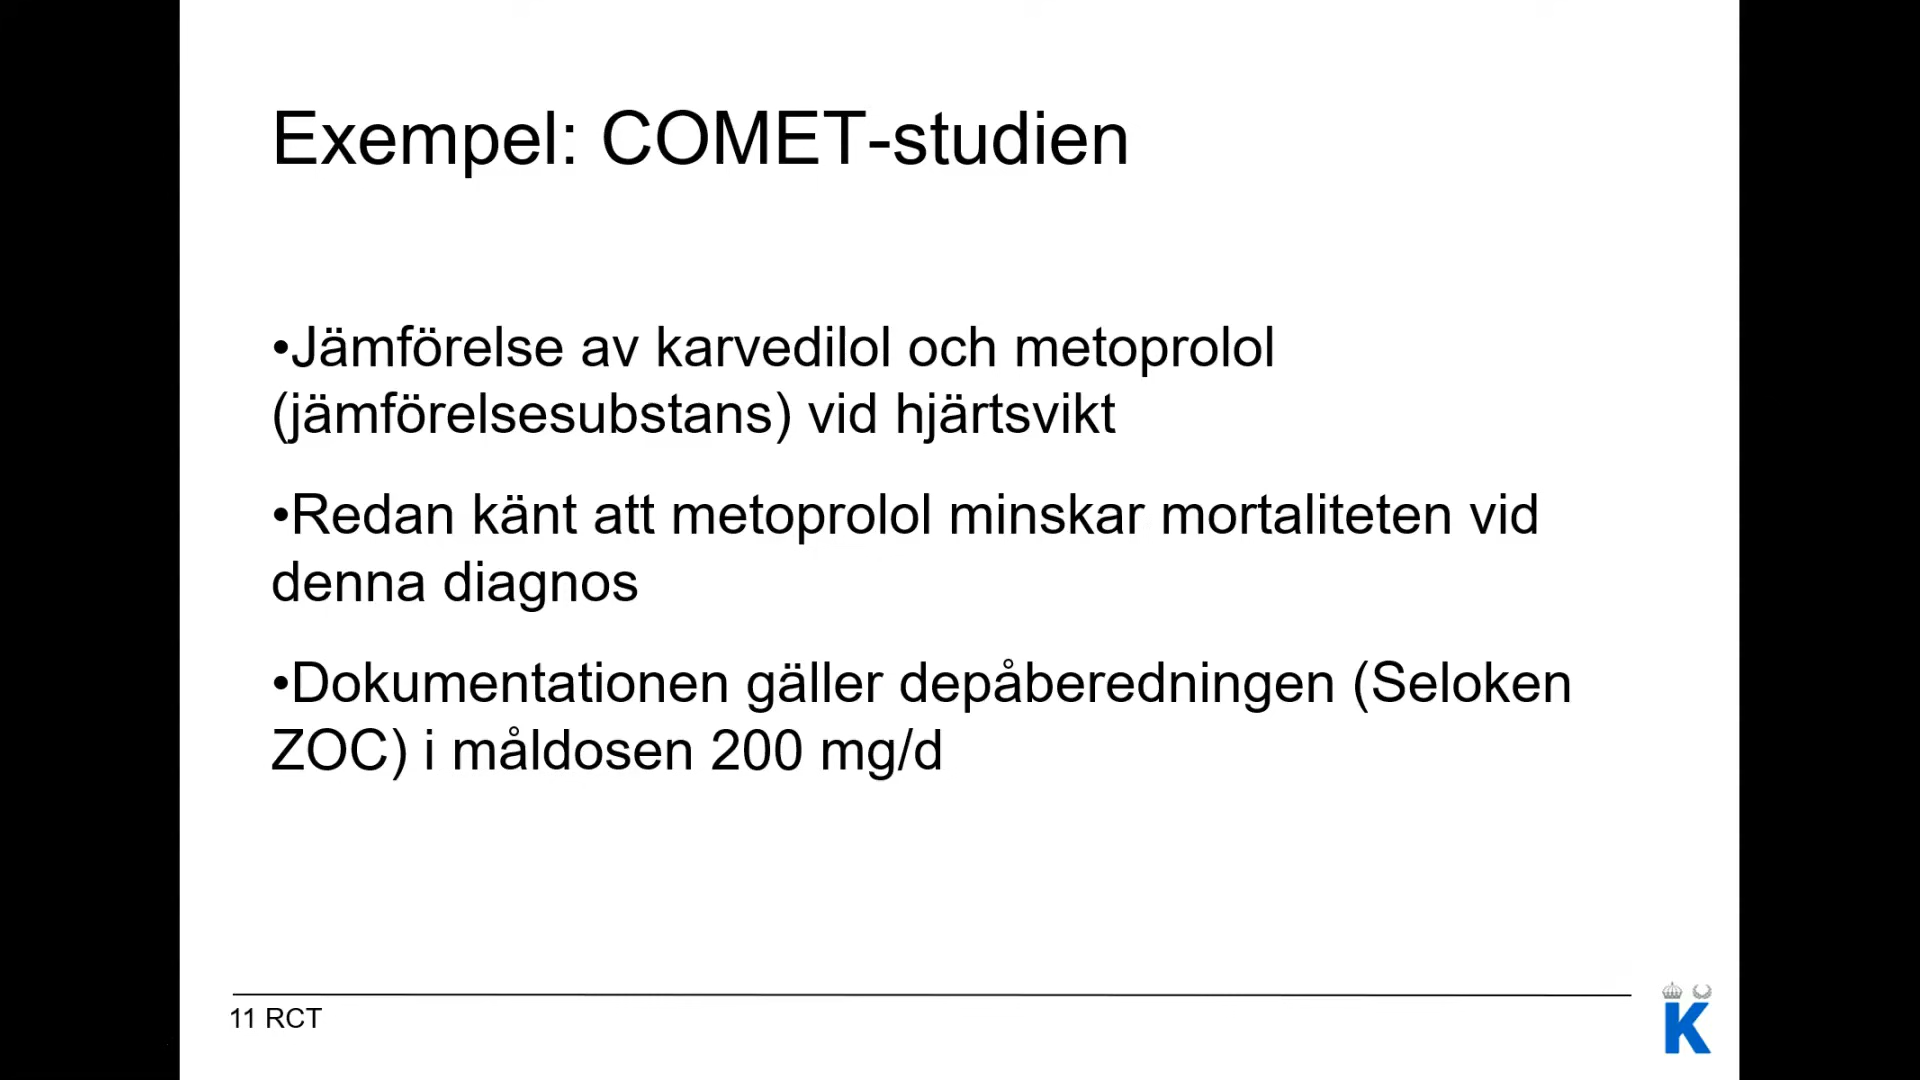 Exempel: COMET-studien
•Jämförelse av karvedilol och metoprolol
(jämförelsesubstans) vid hjärtsvikt
•Redan känt att metoprolol minskar mortaliteten vid
denna diagnos
•Dokumentationen gäller depåberedningen (Seloken
ZOC) i måldosen 200 mg/d
11 RCT
K